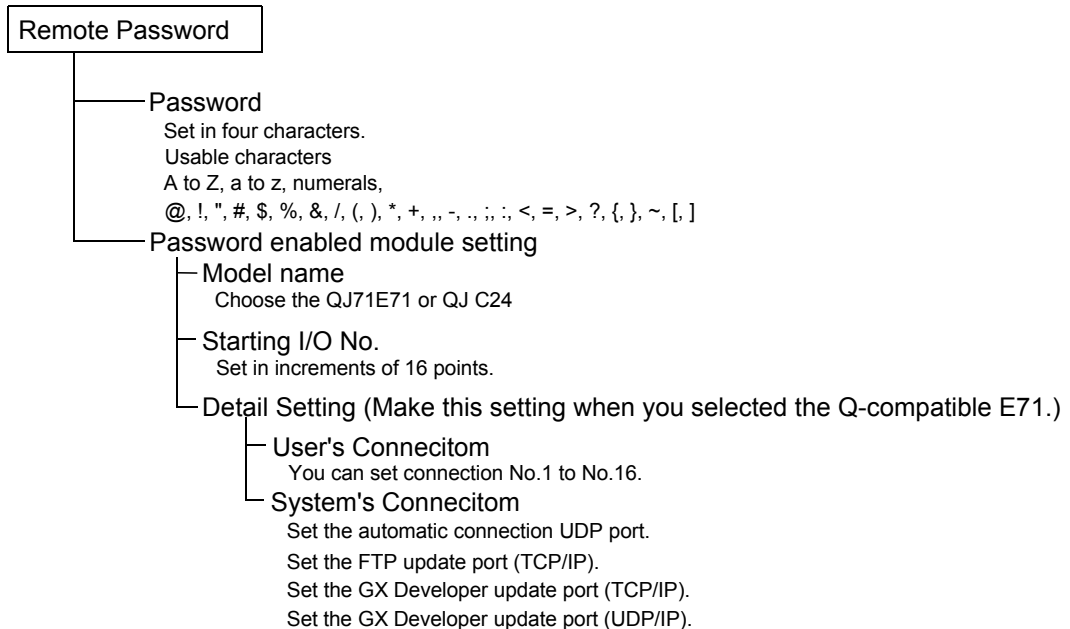 Remote Password
Password
Set in four characters.
Usable characters
A to Z, a to z, numerals,
@, !, ", #, $, %, &, /, (, ), *, +, ,, -, ., ;, :, <, =, >, ?, {, }, ~, [, ]
Password enabled module setting
Model name
Choose the QJ71E71 or QJ C24
Starting I/O No.
Set in increments of 16 points.
Detail Setting (Make this setting when you selected the Q-compatible E71.)
User's Connecitom
You can set connection No.1 to No.16.
System's Connecitom
Set the automatic connection UDP port.
Set the FTP update port (TCP/IP).
Set the GX Developer update port (TCP/IP).
Set the GX Developer update port (UDP/IP).